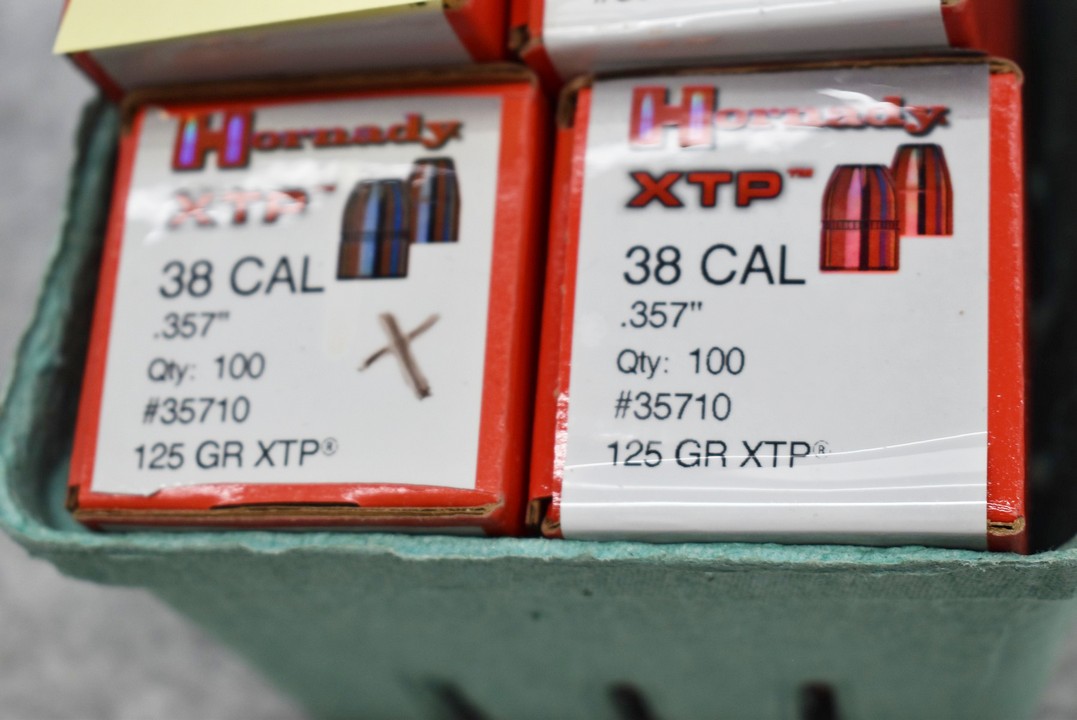 Hornady
XTP™
38 CAL
.357"
Qty: 100
#35710
125 GR XTP®
X
Hornady
XTP™
38 CAL
.357"
Qty: 100
#35710
125 GR XTP®